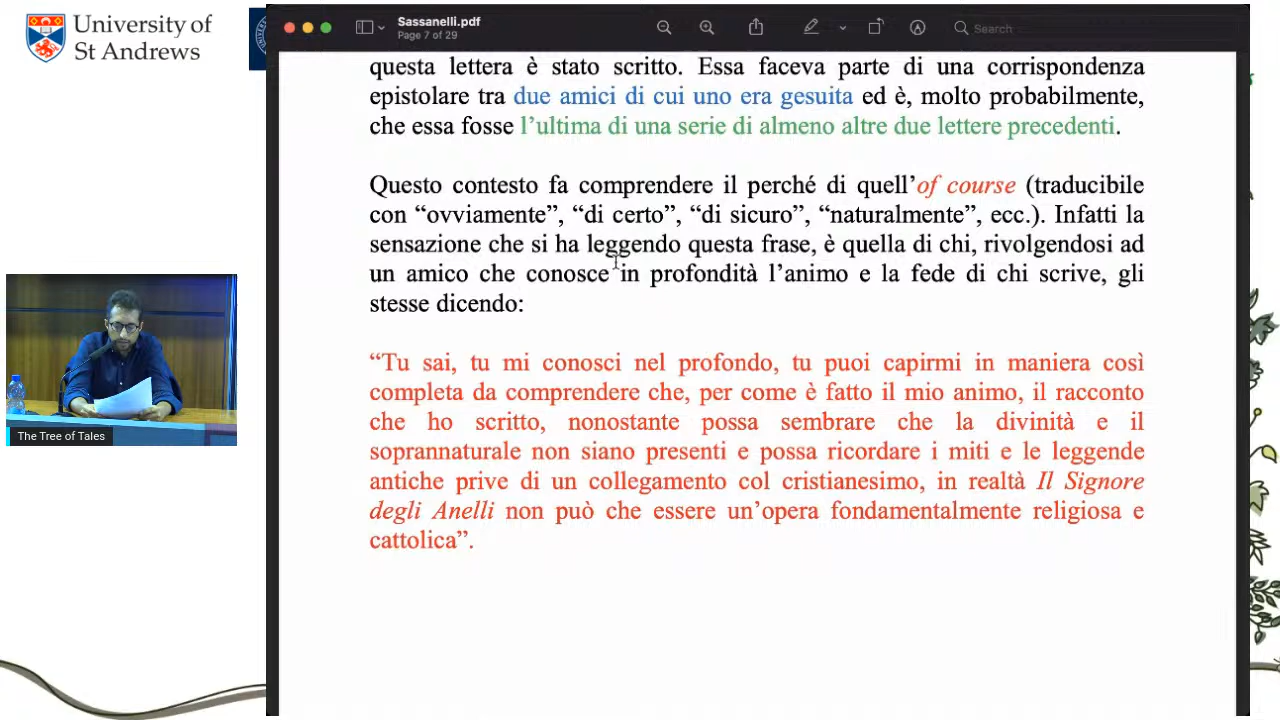 University of
St Andrews
Sassanelli.pdf
Page 7 of 29
Search
questa lettera è stato scritto. Essa faceva parte di una corrispondenza
epistolare tra due amici di cui uno era gesuita ed è, molto probabilmente,
che essa fosse l’ultima di una serie di almeno altre due lettere precedenti.
Questo contesto fa comprendere il perché di quell’of course (traducibile
con “ovviamente”, “di certo”, “di sicuro”, “naturalmente”, ecc.). Infatti la
sensazione che si ha leggendo questa frase, è quella di chi, rivolgendosi ad
un amico che conosce in profondità l’animo e la fede di chi scrive, gli
stesse dicendo:
“Tu sai, tu mi conosci nel profondo, tu puoi capirmi in maniera così
completa da comprendere che, per come è fatto il mio animo, il racconto
che ho scritto, nonostante possa sembrare che la divinità e il
soprannaturale non siano presenti e possa ricordare i miti e le leggende
antiche prive di un collegamento col cristianesimo, in realtà Il Signore
degli Anelli non può che essere un’opera fondamentalmente religiosa e
cattolica”.
The Tree of Tales